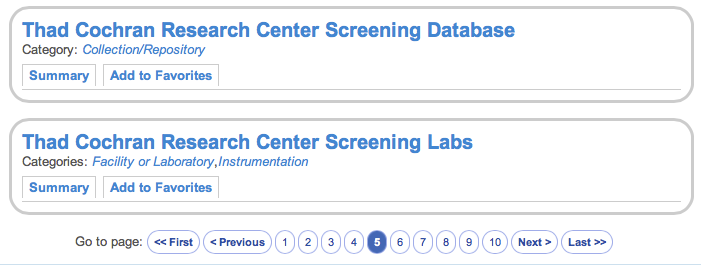 Thad Cochran Research Center Screening Database
Category: Collection/Repository
Summary Add to Favorites
Thad Cochran Research Center Screening Labs
Categories: Facility or Laboratory,Instrumentation
Summary Add to Favorites
Go to page: << First < Previous 1 2 3 4 5 6 7 8 9 10 Next > Last >>